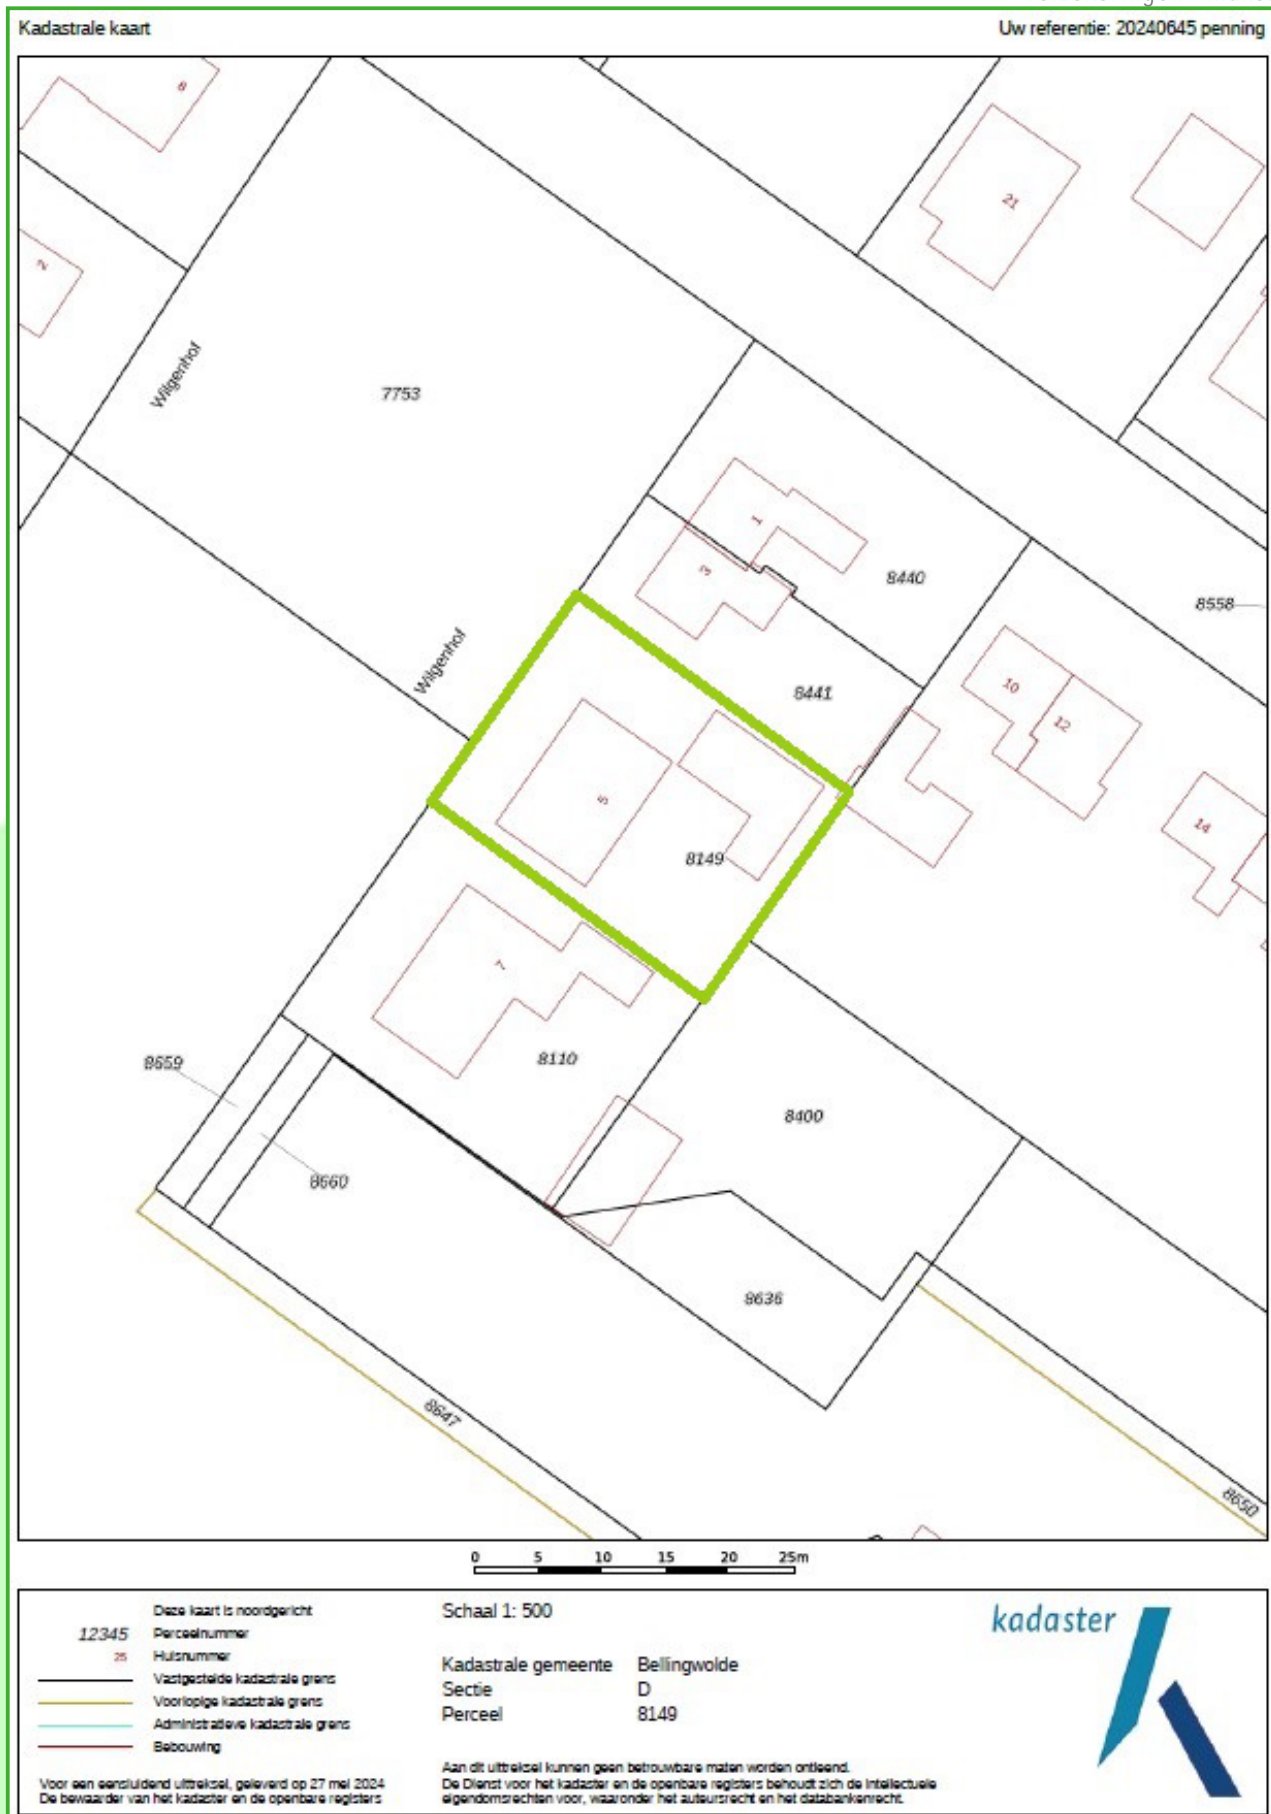 Kadastrale kaart
Uw referentie: 20240645 penning
8
21
2
Wilgenhof
7753
1
3
8440
8558
Wilgenhof
8441
10
12
5
14
8149
7
8659
8110
8400
8660
8636
8647
8650
0 5 10 15 20 25m
Deze kaart is noordgericht
12345 Perceelnummer
25 Huisnummer
Vastgestelde kadastrale grens
Voorlopige kadastrale grens
Administratieve kadastrale grens
Bebouwing
Voor een eensluidend uittreksel, geleverd op 27 mei 2024
De bewaarder van het kadaster en de openbare registers
Schaal 1: 500
Kadastrale gemeente Bellingwolde
Sectie D
Perceel 8149
Aan dit uittreksel kunnen geen betrouwbare maten worden ontleend.
De Dienst voor het kadaster en de openbare registers behoudt zich de intellectuele
eigendomsrechten voor, waaronder het auteursrecht en het databankenrecht.
kadaster